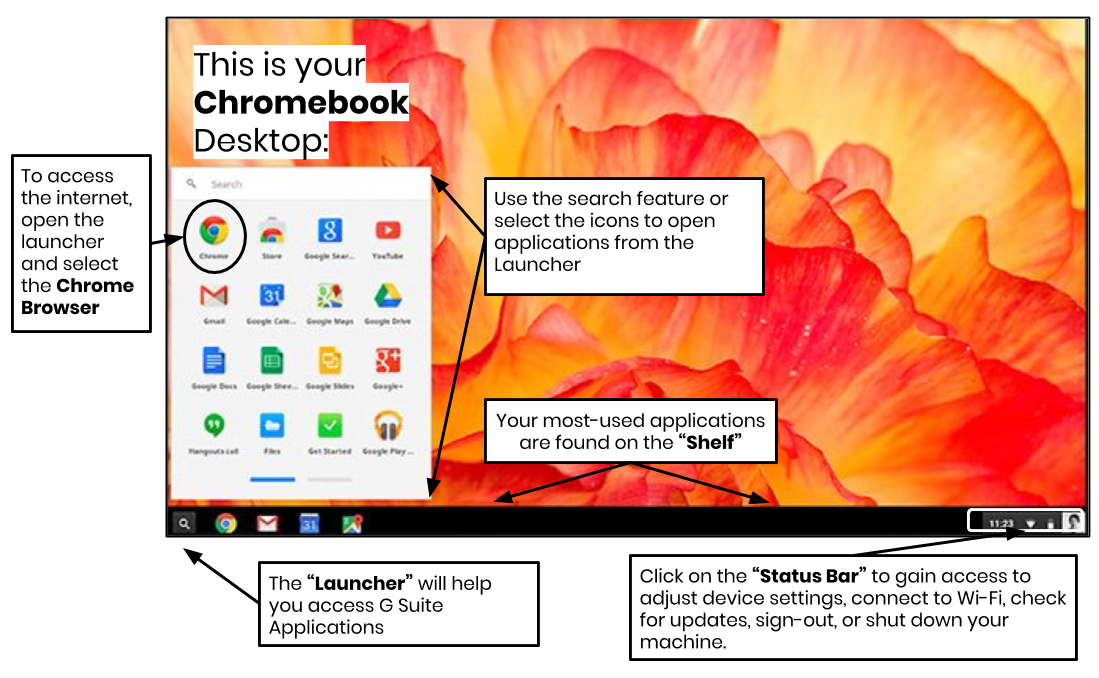 This is your
Chromebook
Desktop:
To access
the internet,
open the
launcher
and select
the Chrome
Browser
Search
Chrome
Store
Google Sear...
YouTube
Gmail
Google Cale...
Google Maps
Google Drive
Google Docs
Google Shee...
Google Slides
Google+
Hangouts call
Files
Get Started
Google Play ...
Use the search feature or
select the icons to open
applications from the
Launcher
Your most-used applications
are found on the “Shelf”
31
31
11:23
The “Launcher” will help
you access G Suite
Applications
Click on the “Status Bar” to gain access to
adjust device settings, connect to Wi-Fi, check
for updates, sign-out, or shut down your
machine.